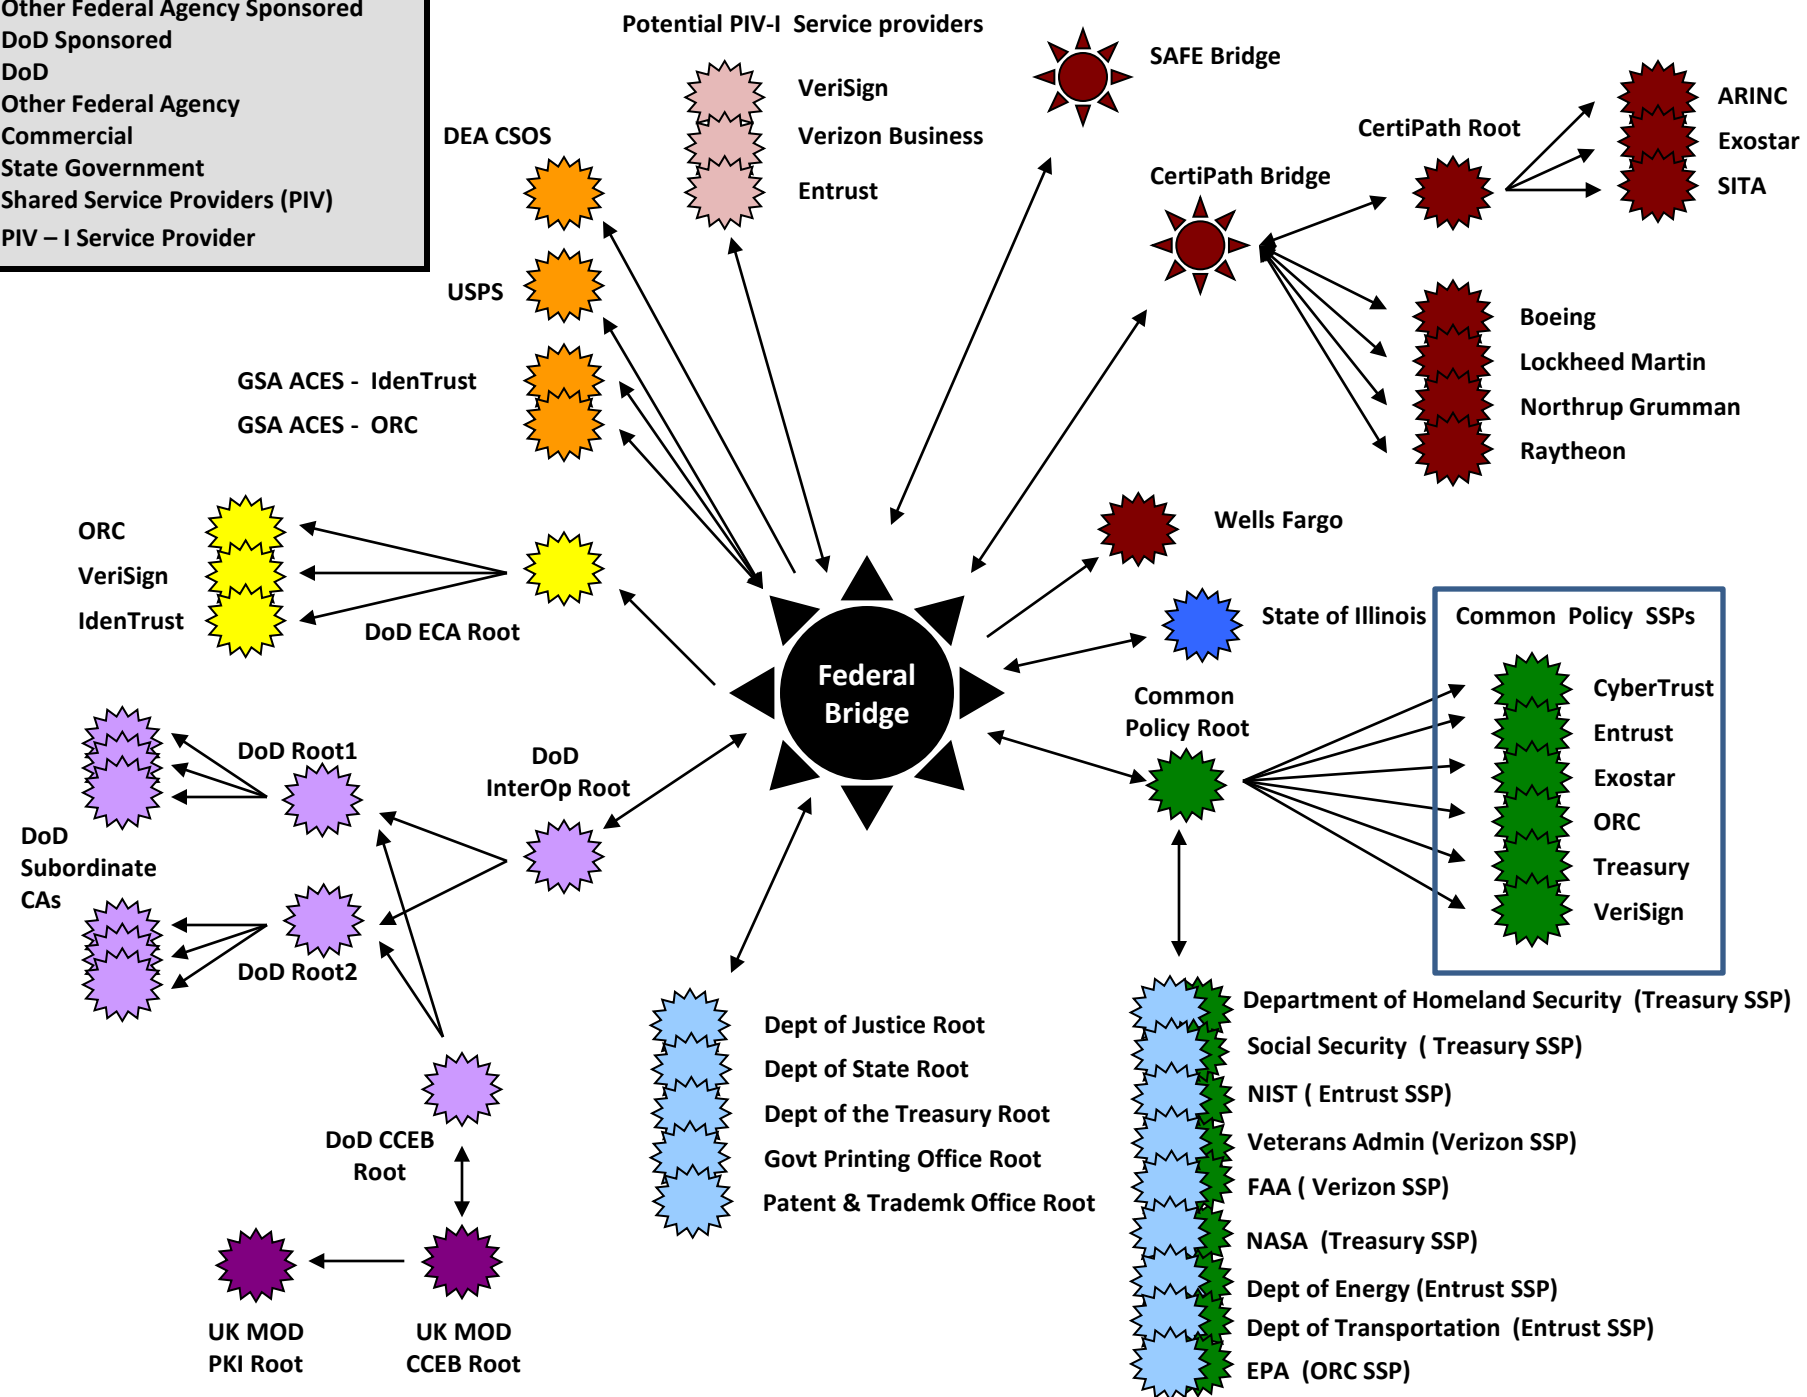 Other Federal Agency Sponsored
DoD Sponsored
DoD
Other Federal Agency
Commercial
State Government
Shared Service Providers (PIV)
PIV – I Service Provider
Potential PIV-I Service providers
VeriSign
Verizon Business
Entrust
SAFE Bridge
CertiPath Root
ARINC
Exostar
SITA
DEA CSOS
CertiPath Bridge
USPS
Boeing
Lockheed Martin
Northrup Grumman
Raytheon
GSA ACES - IdenTrust
GSA ACES - ORC
ORC
VeriSign
IdenTrust
DoD ECA Root
Wells Fargo
State of Illinois
Common Policy SSPs
CyberTrust
Entrust
Exostar
ORC
Treasury
VeriSign
Federal
Bridge
Common
Policy Root
DoD Root1
DoD
InterOp Root
DoD
Subordinate
CAs
DoD Root2
Dept of Justice Root
Dept of State Root
Dept of the Treasury Root
Govt Printing Office Root
Patent & Trademk Office Root
Department of Homeland Security (Treasury SSP)
Social Security ( Treasury SSP)
NIST ( Entrust SSP)
Veterans Admin (Verizon SSP)
FAA ( Verizon SSP)
NASA (Treasury SSP)
Dept of Energy (Entrust SSP)
Dept of Transportation (Entrust SSP)
EPA (ORC SSP)
DoD CCEB
Root
UK MOD
PKI Root
UK MOD
CCEB Root